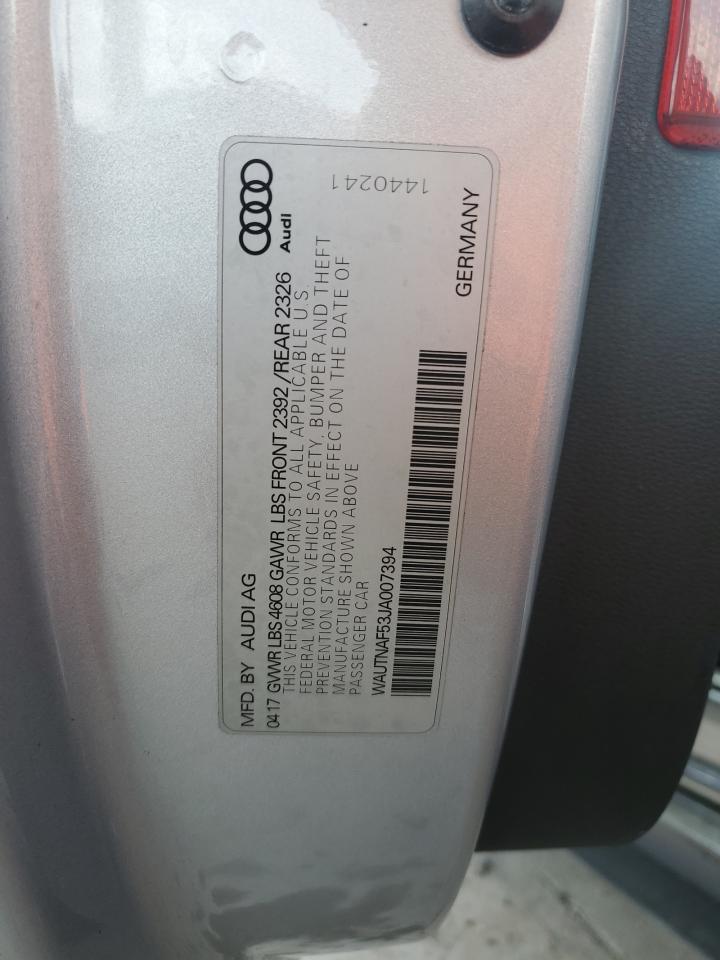 MFD. BY AUDI AG
Audi
04 17 GVWR LBS 4608 GAWR LBS FRONT 2392 /REAR 2326
THIS VEHICLE CONFORMS TO ALL APPLICABLE U.S.
FEDERAL MOTOR VEHICLE SAFETY, BUMPER AND THEFT
PREVENTION STANDARDS IN EFFECT ON THE DATE OF
MANUFACTURE SHOWN ABOVE
PASSENGER CAR
1440241
WAUTNAF53JA007394
GERMANY